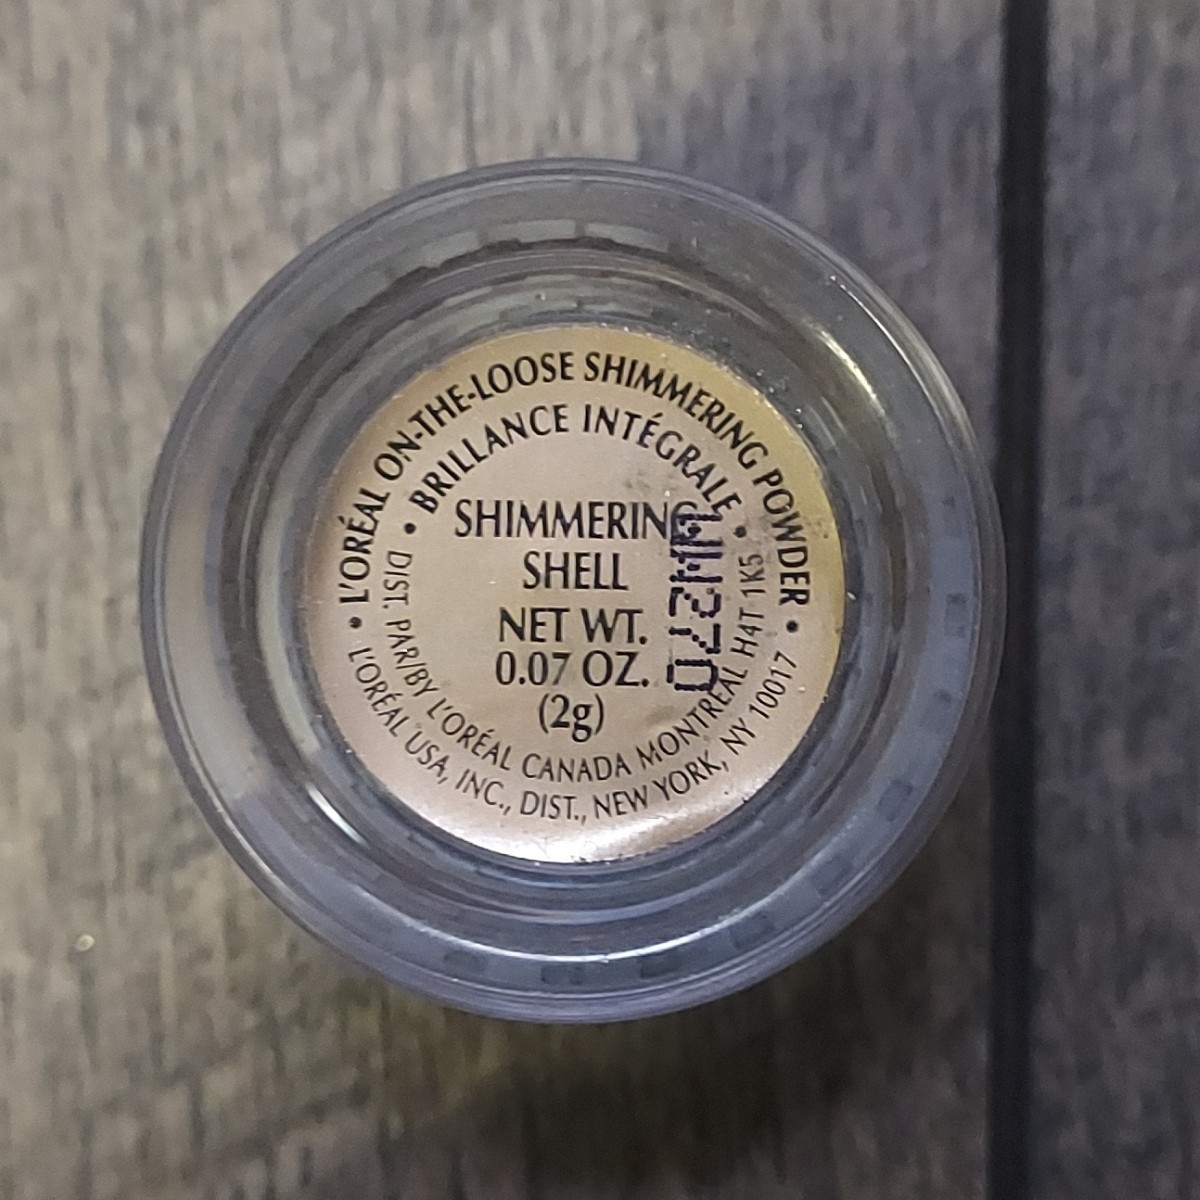 • L'ORÉAL ON-THE-LOOSE SHIMMERING POWDER •
• BRILLANCE INTÉGRALE •
SHIMMERING
SHELL
NET WT.
0.07 OZ.
(2g)
DIST. PAR/BY L'ORÉAL CANADA MONTRÉAL H4T 1K5
L'ORÉAL USA, INC., DIST., NEW YORK, NY 10017